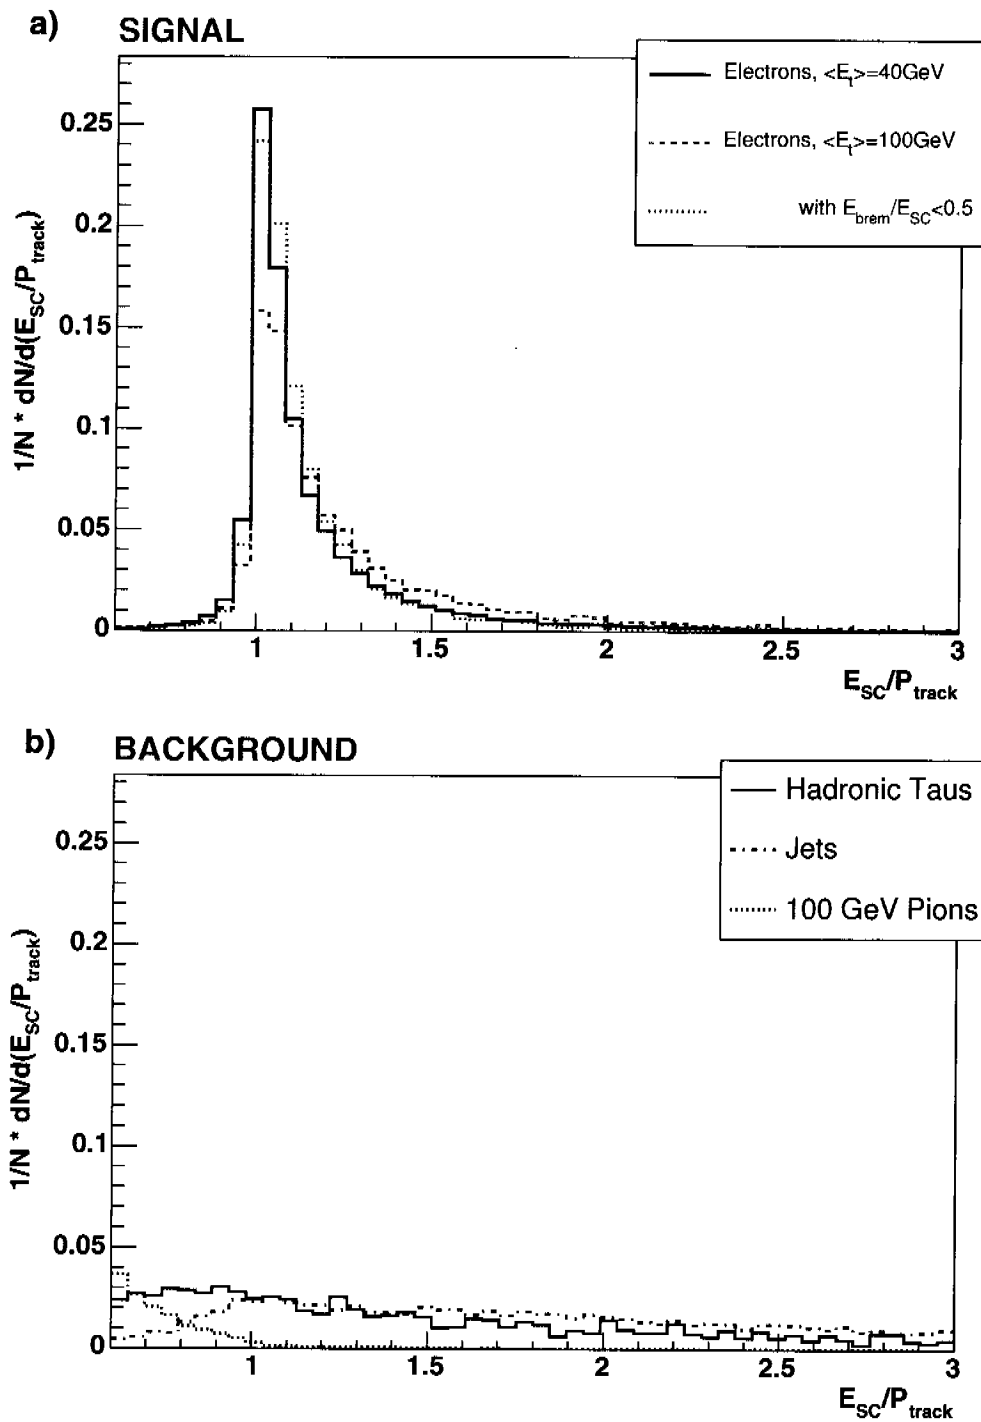 a) SIGNAL
Electrons, <E_t>=40GeV
Electrons, <E_t>=100GeV
with E_brem/E_SC<0.5
1/N * dN/d(E_SC/P_track)
0.25
0.2
0.15
0.1
0.05
0
1 1.5 2 2.5 3
E_SC/P_track
b) BACKGROUND
Hadronic Taus
Jets
100 GeV Pions
1/N * dN/d(E_SC/P_track)
0.25
0.2
0.15
0.1
0.05
0
1 1.5 2 2.5 3
E_SC/P_track